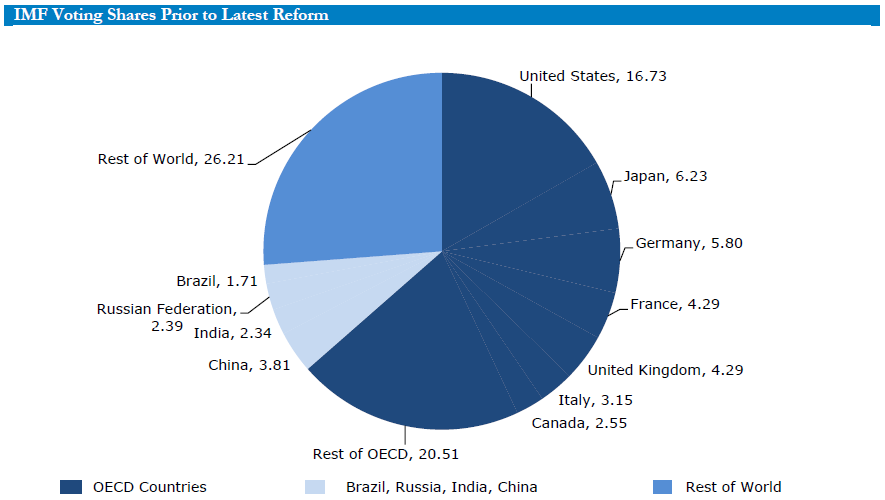 IMF Voting Shares Prior to Latest Reform
United States, 16.73
Rest of World, 26.21
Japan, 6.23
Germany, 5.80
Brazil, 1.71
Russian Federation,
2.39
France, 4.29
India, 2.34
China, 3.81
United Kingdom, 4.29
Italy, 3.15
Canada, 2.55
Rest of OECD, 20.51
OECD Countries
Brazil, Russia, India, China
Rest of World